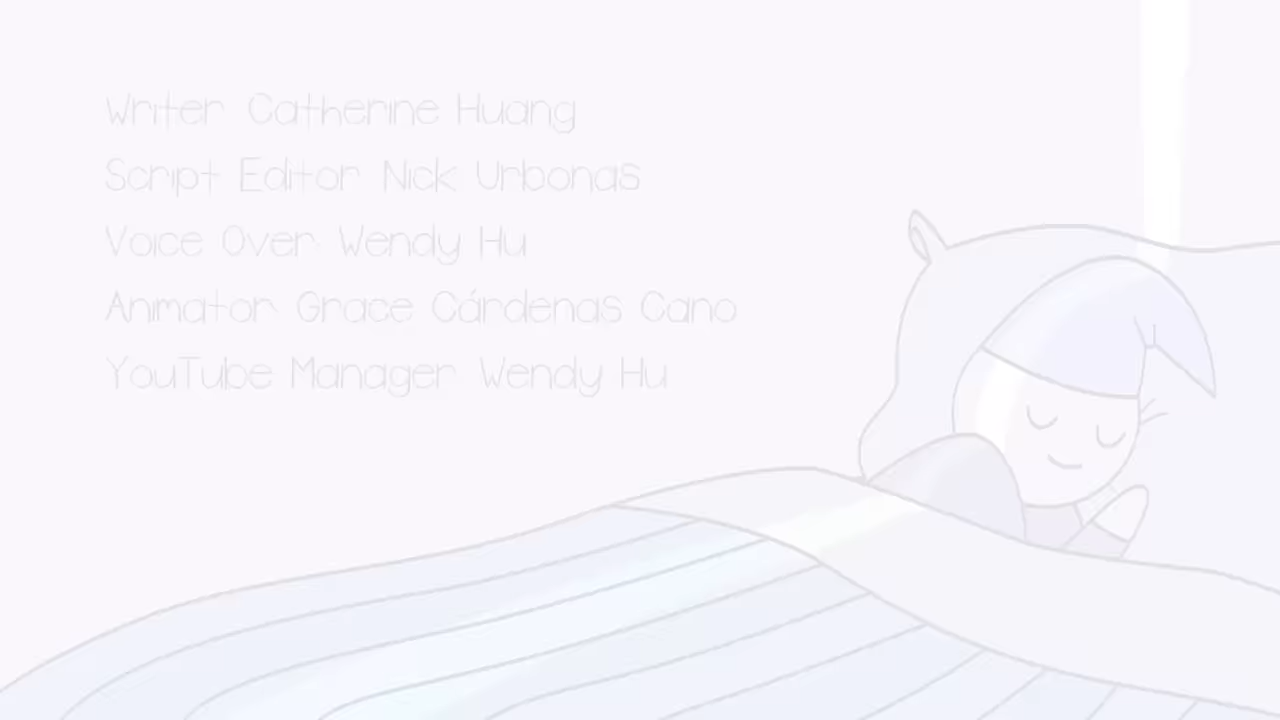 Writer Catherine Huang
Script Editor Nick Urbonas
Voice Over Wendy Hu
Animator Grace Cárdenas Cano
YouTube Manager Wendy Hu